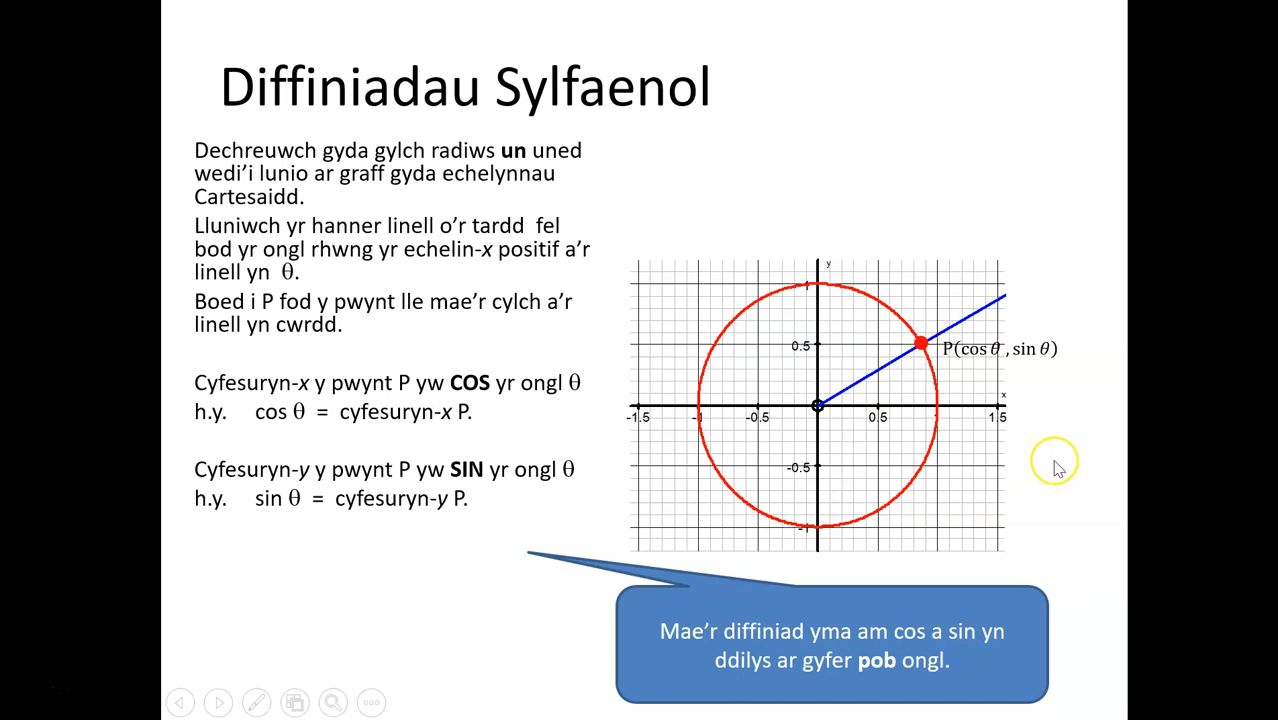 Diffiniadau Sylfaenol
Dechreuwch gyda gylch radiws un uned
wedi’i lunio ar graff gyda echelynnau
Cartesaidd.
Lluniwch yr hanner linell o’r tardd fel
bod yr ongl rhwng yr echelin-x positif a’r
linell yn θ.
Boed i P fod y pwynt lle mae’r cylch a’r
linell yn cwrdd.
Cyfesuryn-x y pwynt P yw COS yr ongl θ
h.y. cos θ = cyfesuryn-x P.
Cyfesuryn-y y pwynt P yw SIN yr ongl θ
h.y. sin θ = cyfesuryn-y P.
y
1
0.5
P(cos θ , sin θ)
x
-1.5 -1 -0.5 0.5 1 1.5
-0.5
-1
Mae’r diffiniad yma am cos a sin yn
ddilys ar gyfer pob ongl.